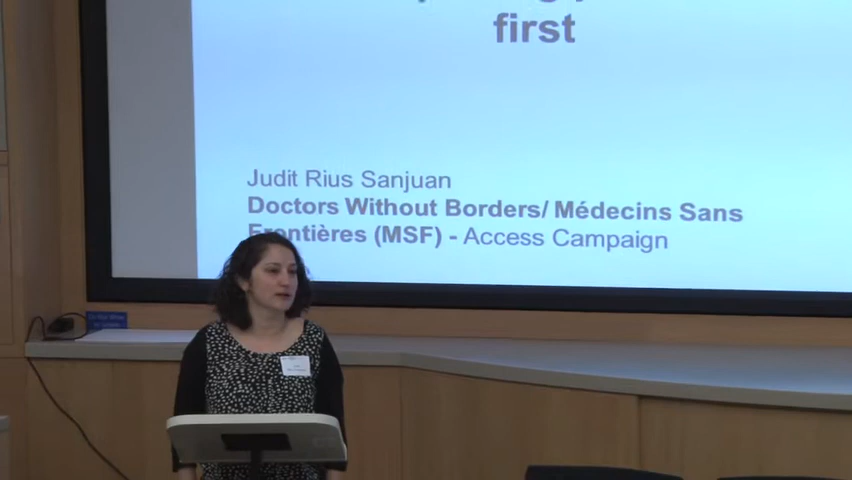 first
Judit Rius Sanjuan
Doctors Without Borders/ Médecins Sans
Frontières (MSF) - Access Campaign